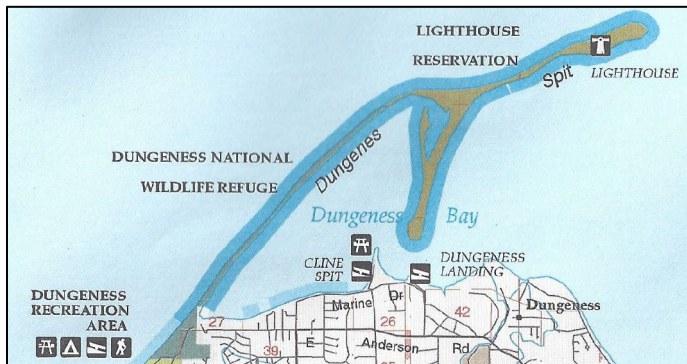 LIGHTHOUSE
RESERVATION
Spit
LIGHTHOUSE
DUNGENESS NATIONAL
WILDLIFE REFUGE
Dungenes
Dungeness Bay
CLINE
SPIT
DUNGENESS
LANDING
DUNGENESS
RECREATION
AREA
Marine Dr
Dungeness
27
26
42
E Anderson Rd
39